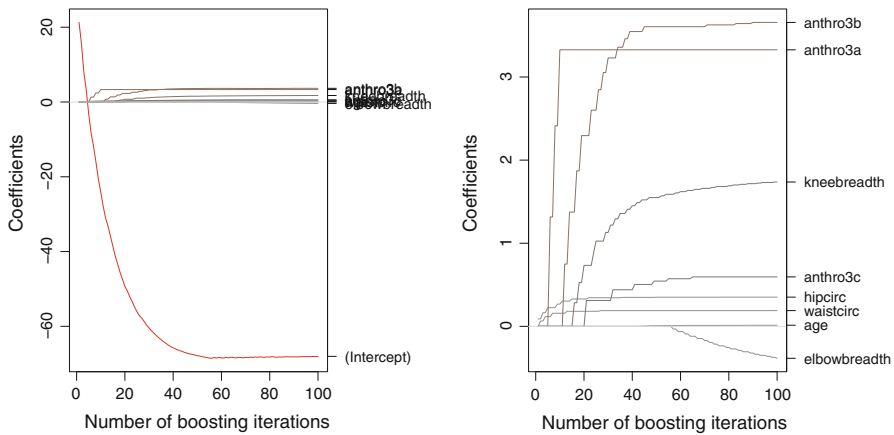 20
0
−20
−40
−60
Coefficients
0
20
40
60
80
100
Number of boosting iterations
anthro3b
elbowbreadth
(Intercept)
3
2
1
0
Coefficients
0
20
40
60
80
100
Number of boosting iterations
anthro3b
anthro3a
kneebreadth
anthro3c
hipcirc
waistcirc
age
elbowbreadth